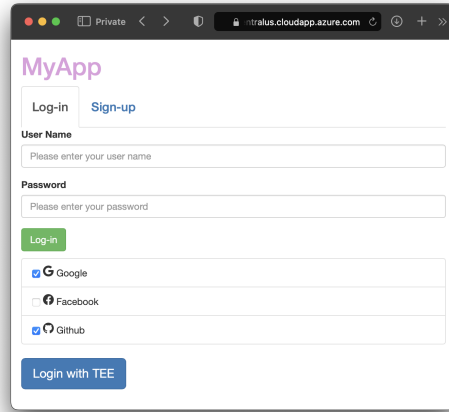 Private
ntralus.cloudapp.azure.com
MyApp
Log-in
Sign-up
User Name
Please enter your user name
Password
Please enter your password
Log-in
Google
Facebook
Github
Login with TEE